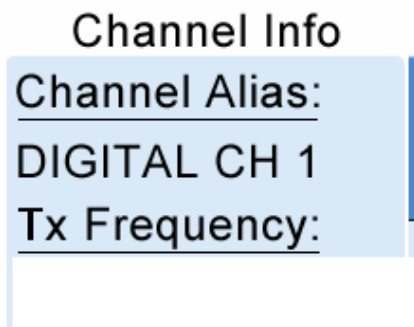 Channel Info
Channel Alias:
DIGITAL CH 1
Tx Frequency: